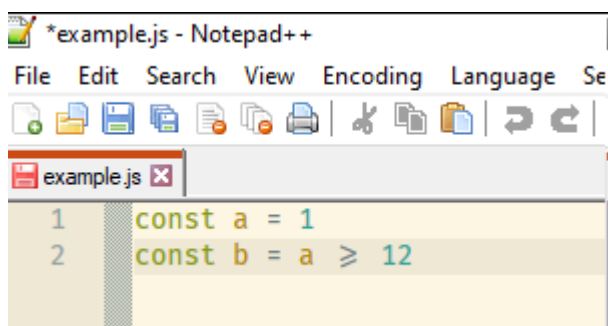 *example.js - Notepad++
File Edit Search View Encoding Language Se
example.js
1 const a = 1
2 const b = a ⩾ 12